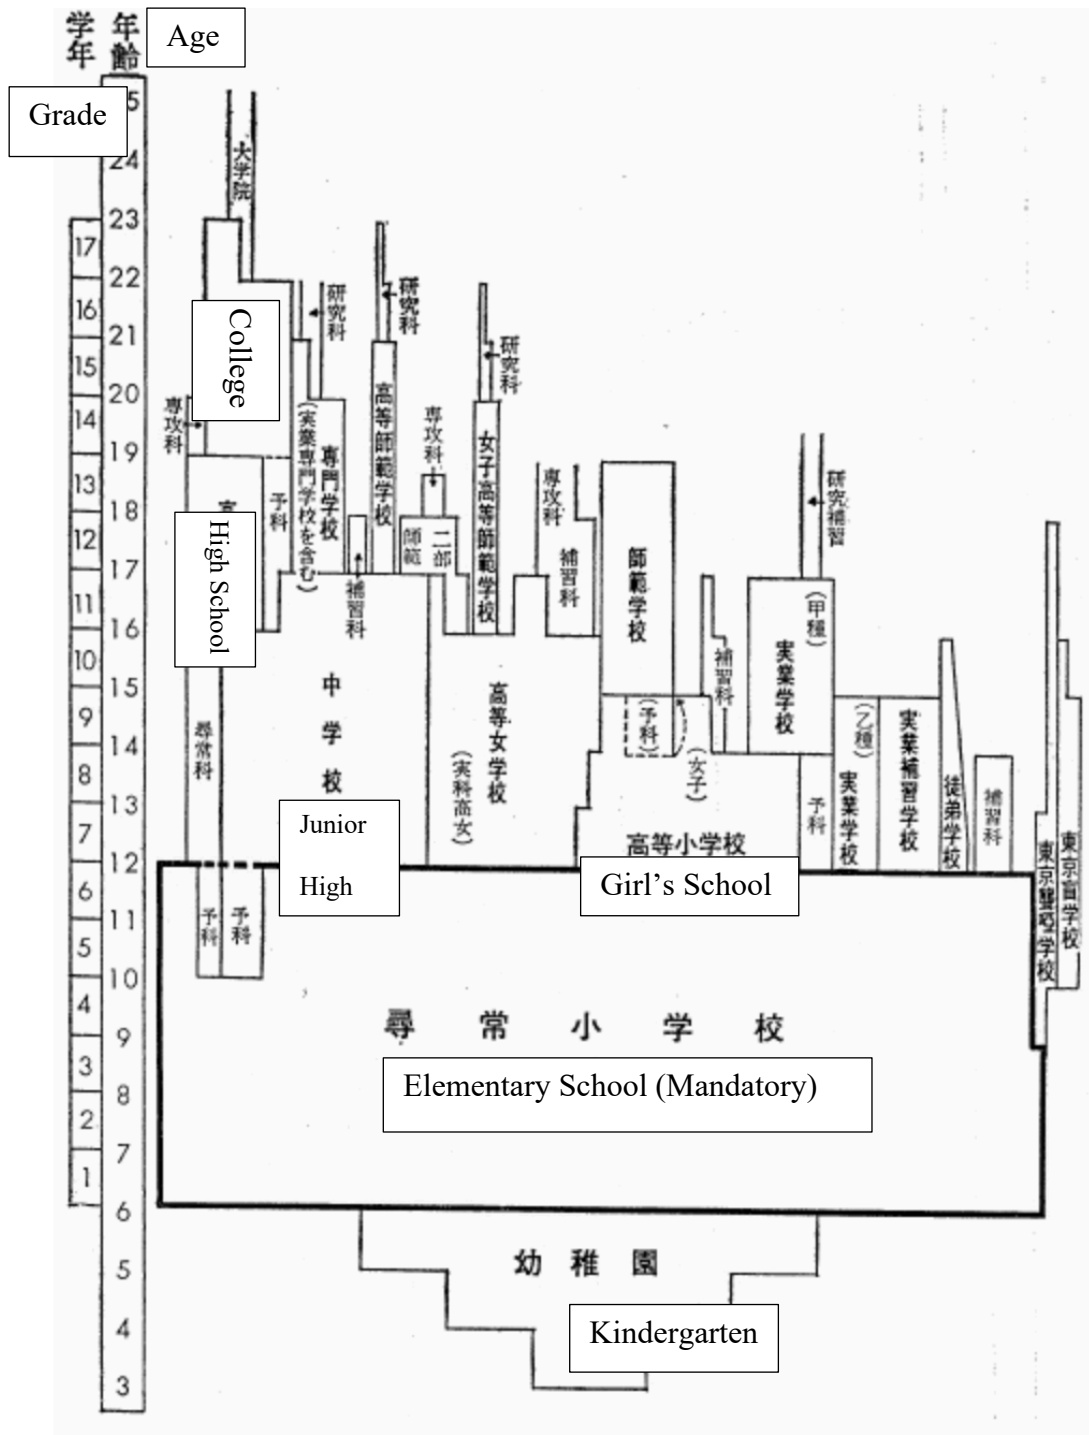 学年
年齢
Age
Grade
5
24
23
22
21
20
19
18
17
16
15
14
13
12
11
10
9
8
7
6
5
4
3
17
16
15
14
13
12
11
10
9
8
7
6
5
4
3
2
1
大学院
College
専攻科
High School
予科
尋常科
予科
予科
研究科
専門学校
(実業専門学校を含む)
補習科
研究科
高等師範学校
専攻科
師範
二部
研究科
女子高等師範学校
専攻科
補習科
中学校
Junior
High
高等女学校
(実科高女)
師範学校
(予科)
(女子)
補習科
高等小学校
Girl's School
研究補習
(甲種)
実業学校
予科
(乙種)
実業学校
実業補習学校
徒弟学校
補習科
東京聾唖学校
東京盲学校
尋常小学校
Elementary School (Mandatory)
幼稚園
Kindergarten